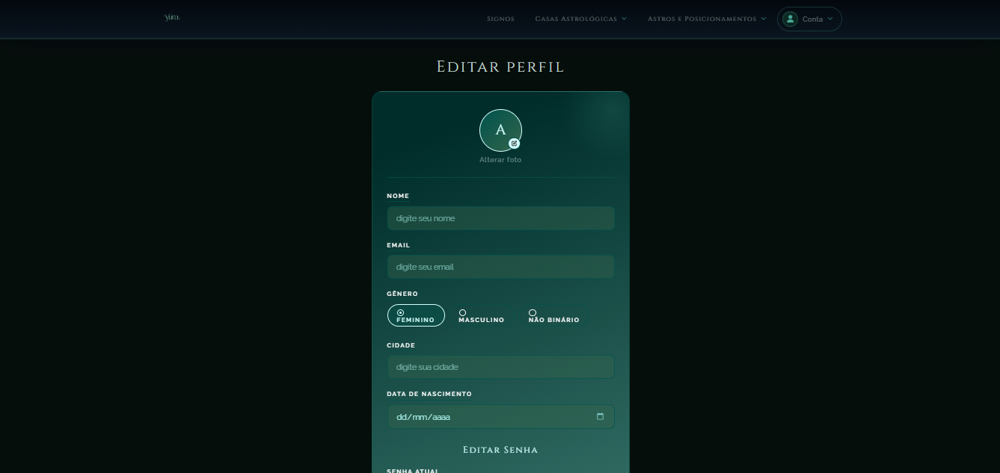 Yúra
Signos Casas Astrológicas Astros e Posicionamentos Conta
Editar perfil
A
Alterar foto
NOME
digite seu nome
EMAIL
digite seu email
GÊNERO
FEMININO MASCULINO NÃO BINÁRIO
CIDADE
digite sua cidade
DATA DE NASCIMENTO
dd/mm/aaaa
Editar Senha
SENHA ATUAL